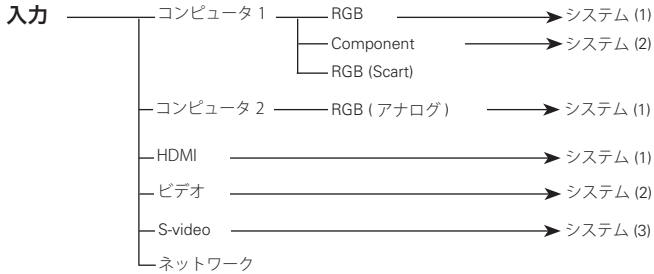 入力 コンピュータ 1 RGB システム (1)
Component システム (2)
RGB (Scart)
コンピュータ 2 RGB ( アナログ ) システム (1)
HDMI システム (1)
ビデオ システム (2)
S-video システム (3)
ネットワーク